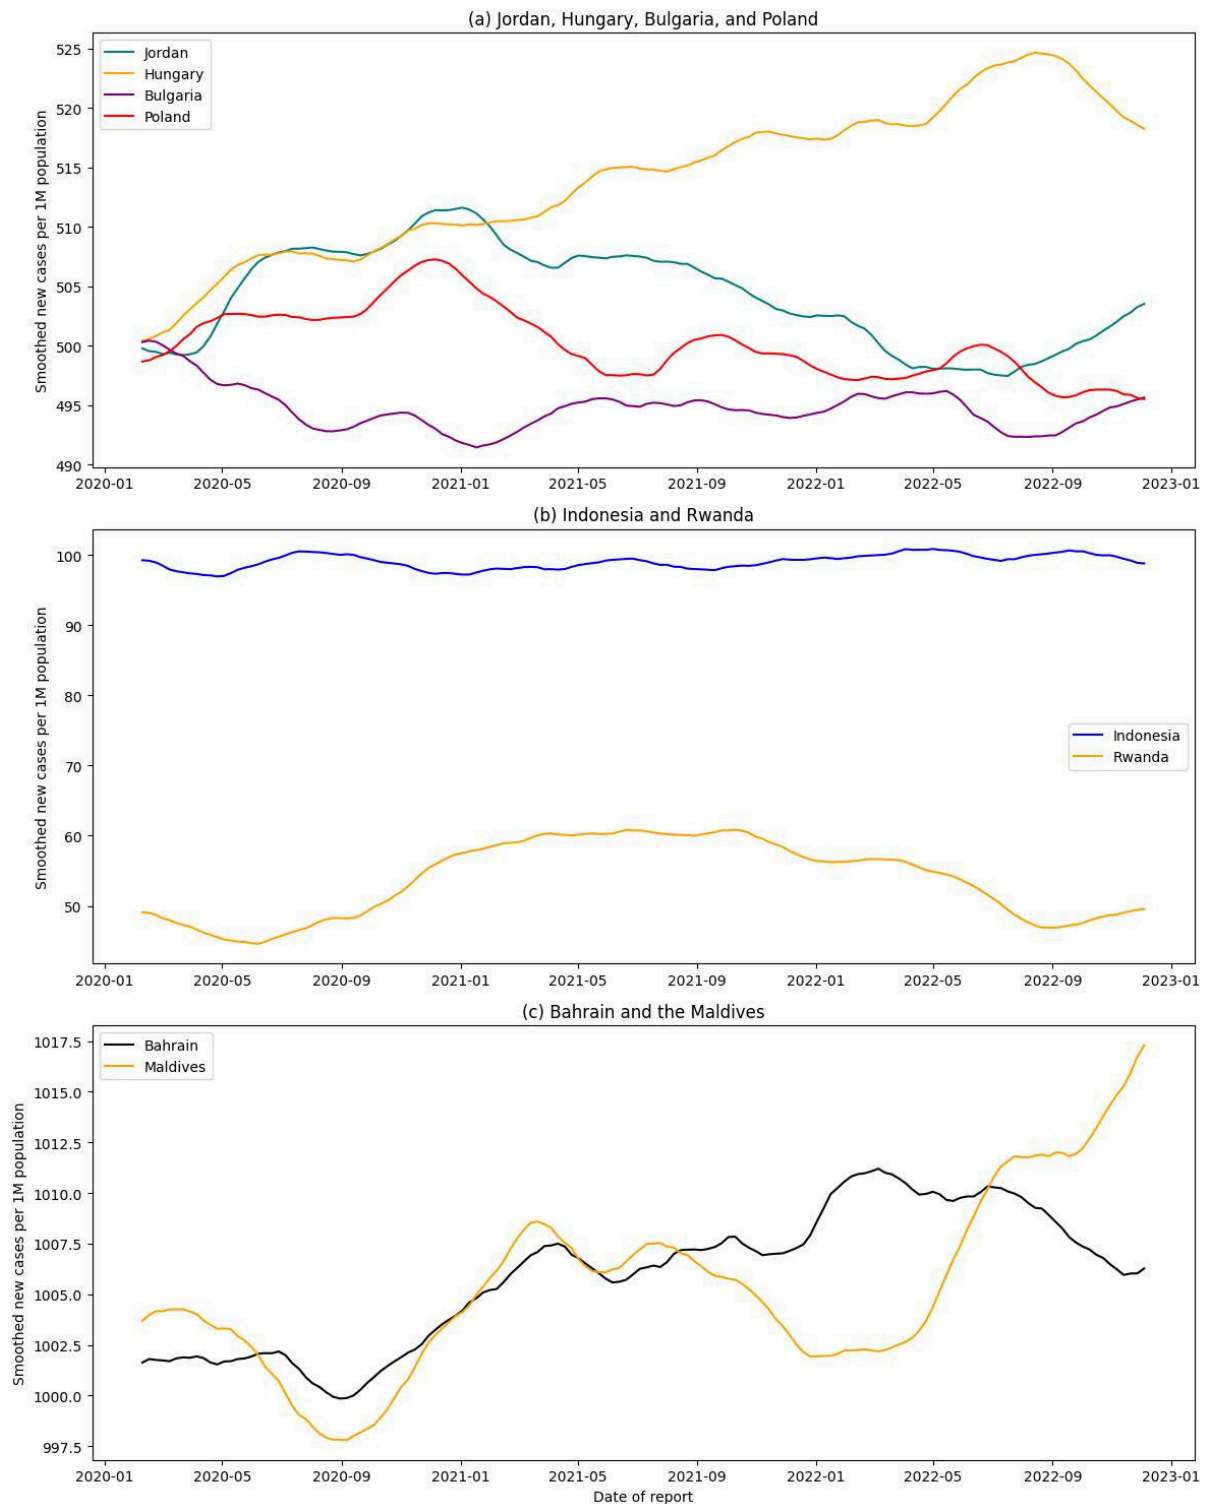 (a) Jordan, Hungary, Bulgaria, and Poland
Smoothed new cases per 1M population
525
520
515
510
505
500
495
490
Jordan
Hungary
Bulgaria
Poland
2020-01 2020-05 2020-09 2021-01 2021-05 2021-09 2022-01 2022-05 2022-09 2023-01
(b) Indonesia and Rwanda
Smoothed new cases per 1M population
100
90
80
70
60
50
Indonesia
Rwanda
2020-01 2020-05 2020-09 2021-01 2021-05 2021-09 2022-01 2022-05 2022-09 2023-01
(c) Bahrain and the Maldives
Smoothed new cases per 1M population
1017.5
1015.0
1012.5
1010.0
1007.5
1005.0
1002.5
1000.0
997.5
Bahrain
Maldives
2020-01 2020-05 2020-09 2021-01 2021-05 2021-09 2022-01 2022-05 2022-09 2023-01
Date of report